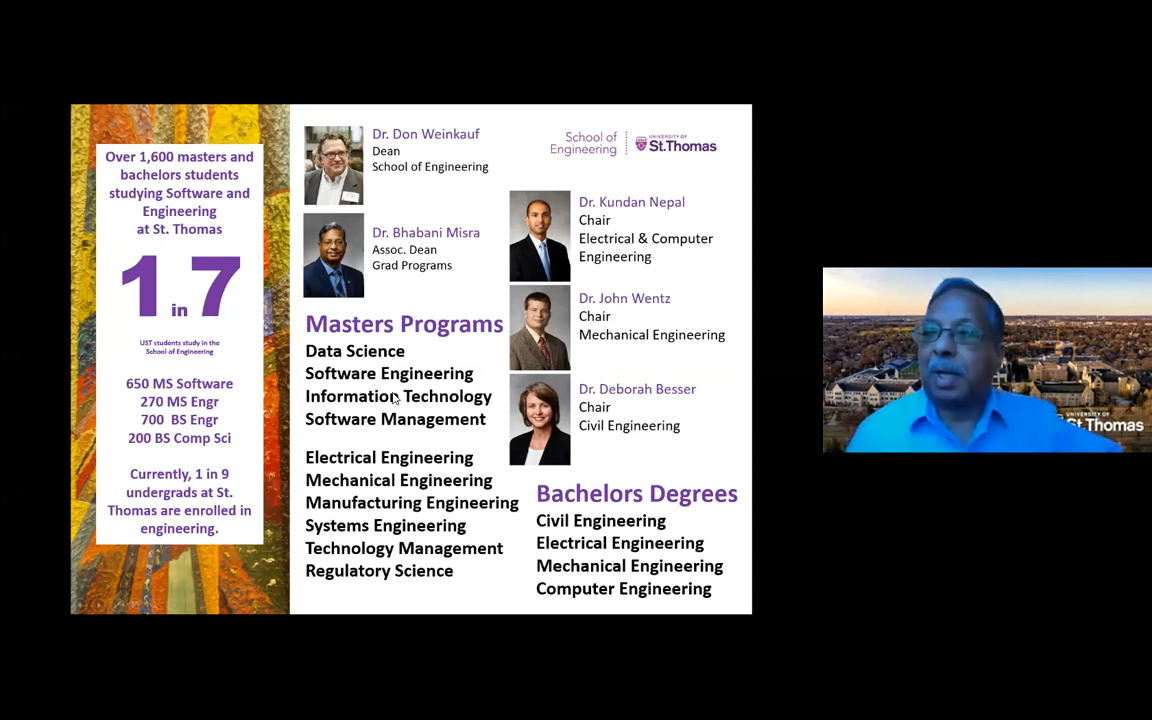 Over 1,600 masters and
bachelors students
studying Software and
Engineering
at St. Thomas
1 in 7
UST students study in the
School of Engineering
650 MS Software
270 MS Engr
700 BS Engr
200 BS Comp Sci
Currently, 1 in 9
undergrads at St.
Thomas are enrolled in
engineering.
Dr. Don Weinkauf
Dean
School of Engineering
Dr. Bhabani Misra
Assoc. Dean
Grad Programs
Masters Programs
Data Science
Software Engineering
Information Technology
Software Management
Electrical Engineering
Mechanical Engineering
Manufacturing Engineering
Systems Engineering
Technology Management
Regulatory Science
School of
Engineering
UNIVERSITY OF
St.Thomas
Dr. Kundan Nepal
Chair
Electrical & Computer
Engineering
Dr. John Wentz
Chair
Mechanical Engineering
Dr. Deborah Besser
Chair
Civil Engineering
Bachelors Degrees
Civil Engineering
Electrical Engineering
Mechanical Engineering
Computer Engineering
UNIVERSITY OF
St.Thomas